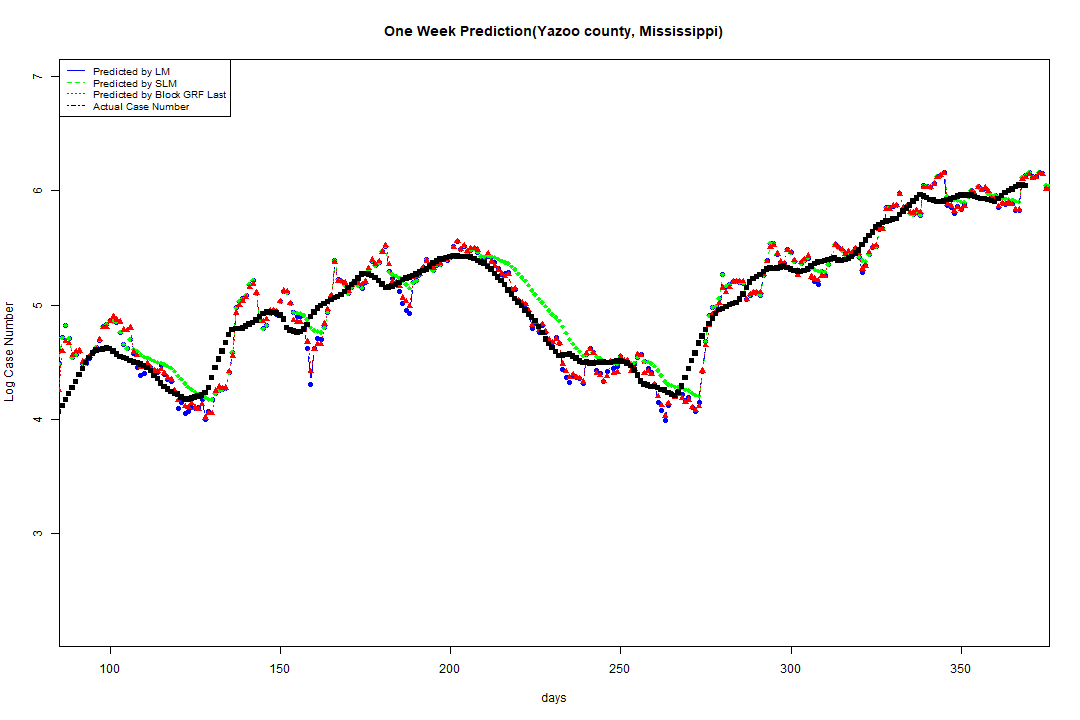 One Week Prediction(Yazoo county, Mississippi)
Predicted by LM
Predicted by SLM
Predicted by Block GRF Last
Actual Case Number
7
6
5
4
3
Log Case Number
100 150 200 250 300 350
days